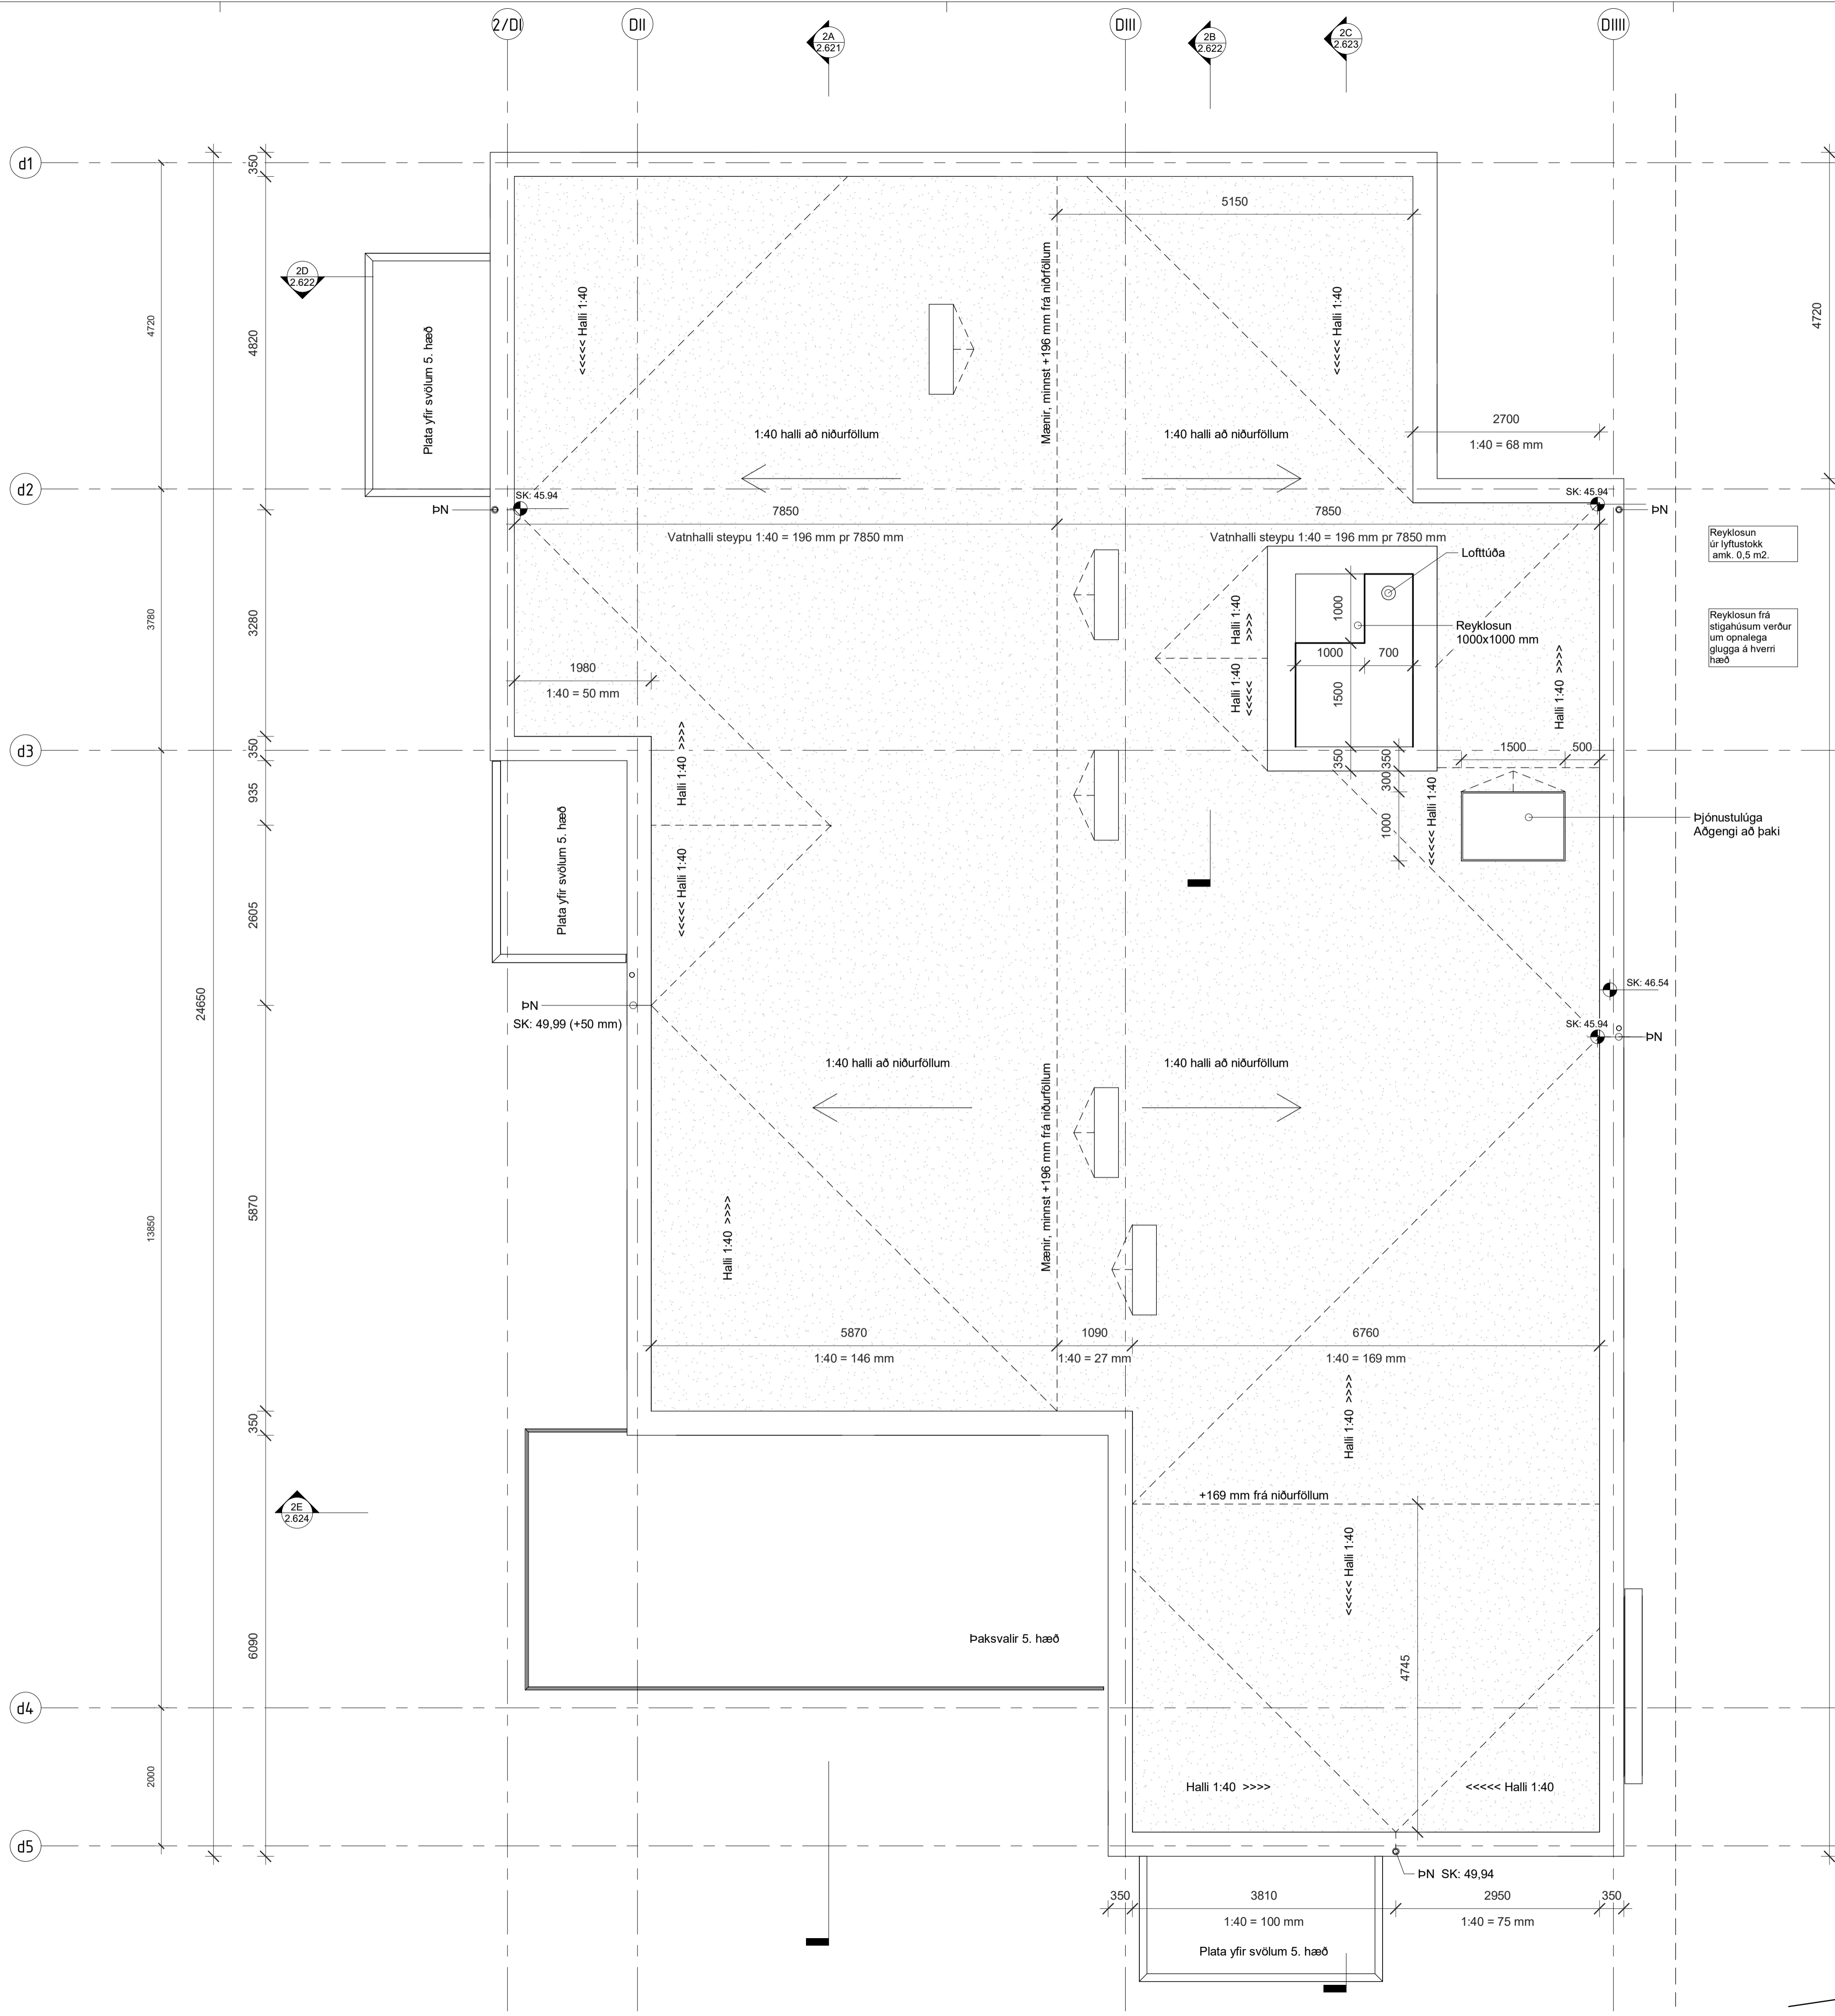 2/DI
DII
DIII
DIIII
2A
2.621
2B
2.622
2C
2.623
d1
350
5150
2D
2.622
4720
4820
4720
Plata yfir svölum 5. hæð
<<<<< Halli 1:40
Mænir, minnst +196 mm frá niðrföllum
<<<<< Halli 1:40
2700
1:40 = 68 mm
1:40 halli að niðurföllum
1:40 halli að niðurföllum
d2
SK: 45.94
SK: 45.94
ÞN
ÞN
7850
7850
Vatnhalli steypu 1:40 = 196 mm pr 7850 mm
Vatnhalli steypu 1:40 = 196 mm pr 7850 mm
Reyklosun
úr lyftustokk
amk. 0,5 m2.
Lofttúða
3780
3280
Halli 1:40
>>>>
1000
Reyklosun
1000x1000 mm
Reyklosun frá
stigahúsum verður
um opnalega
glugga á hverri
hæð
1980
1:40 = 50 mm
1000
700
Halli 1:40
<<<<<
1500
Halli 1:40 >>>>
d3
350
Halli 1:40 >>>>
350
350
1500
500
935
300
<<<<< Halli 1:40
1000
Þjónustulúga
Aðgengi að þaki
Plata yfir svölum 5. hæð
<<<<< Halli 1:40
2605
24650
SK: 46.54
ÞN
SK: 49,99 (+50 mm)
SK: 45.94
ÞN
1:40 halli að niðurföllum
1:40 halli að niðurföllum
Mænir, minnst +196 mm frá niðurföllum
13850
5870
Halli 1:40 >>>>
5870
1090
6760
1:40 = 146 mm
1:40 = 27 mm
1:40 = 169 mm
350
Halli 1:40 >>>>
2E
2.624
+169 mm frá niðurföllum
<<<<< Halli 1:40
6090
Þaksvalir 5. hæð
4745
d4
2000
Halli 1:40 >>>>
<<<<< Halli 1:40
d5
ÞN SK: 49,94
350
3810
2950
350
1:40 = 100 mm
1:40 = 75 mm
Plata yfir svölum 5. hæð